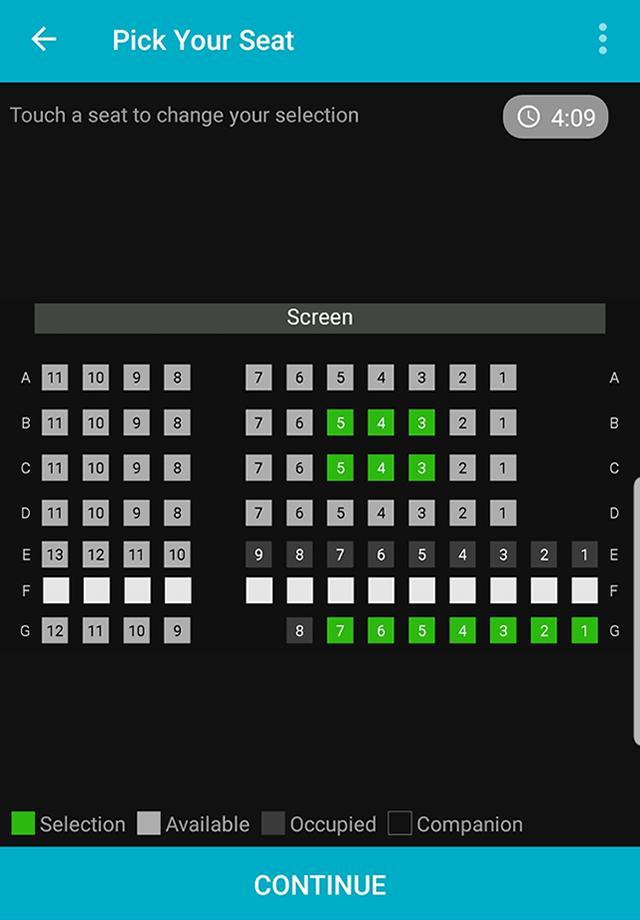 Pick Your Seat
Touch a seat to change your selection
4:09
Screen
A 11 10 9 8 7 6 5 4 3 2 1 A
B 11 10 9 8 7 6 5 4 3 2 1 B
C 11 10 9 8 7 6 5 4 3 2 1 C
D 11 10 9 8 7 6 5 4 3 2 1 D
E 13 12 11 10 9 8 7 6 5 4 3 2 1 E
F F
G 12 11 10 9 8 7 6 5 4 3 2 1 G
Selection Available Occupied Companion
CONTINUE